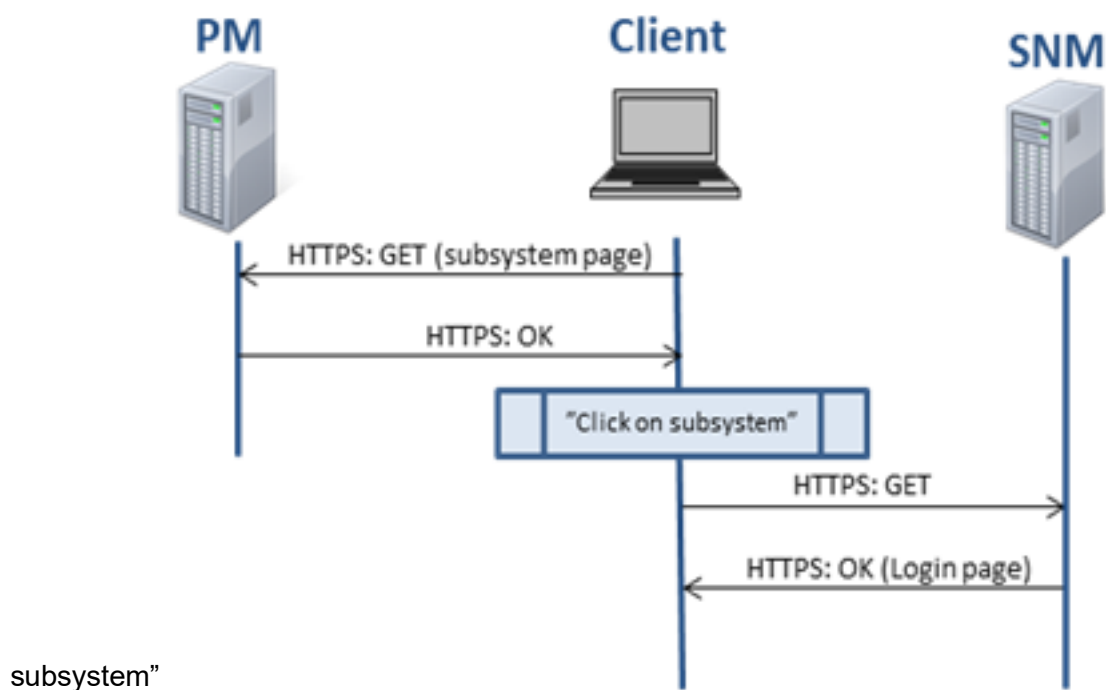 PM
Client
SNM
HTTPS: GET (subsystem page)
HTTPS: OK
"Click on subsystem"
HTTPS: GET
HTTPS: OK (Login page)
subsystem”